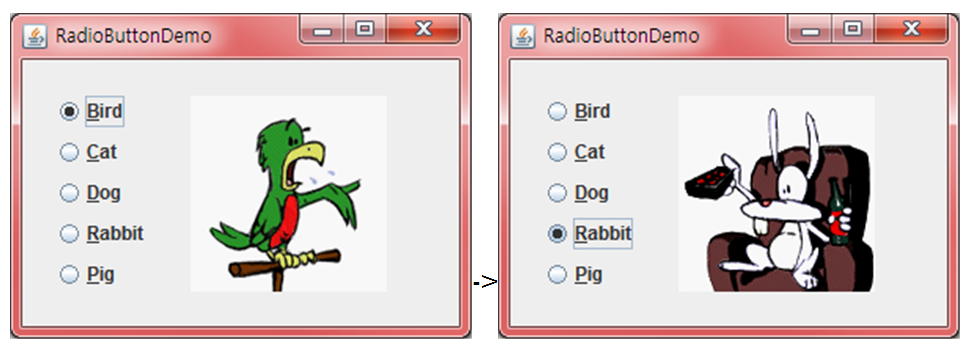 RadioButtonDemo
Bird
Cat
Dog
Rabbit
Pig
->
RadioButtonDemo
Bird
Cat
Dog
Rabbit
Pig